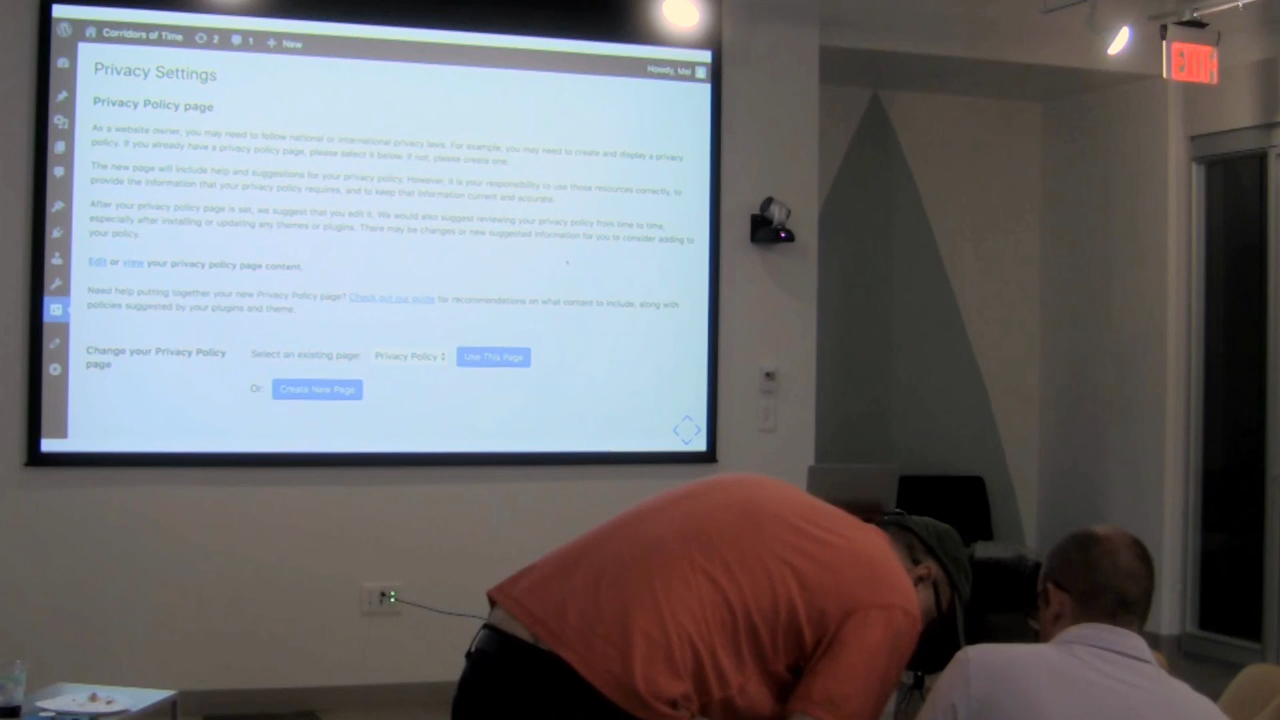 Corridors of Time 2 1 + New
Howdy, Mel
EXIT
Privacy Settings
Privacy Policy page
As a website owner, you may need to follow national or international privacy laws. For example, you may need to create and display a privacy
policy. If you already have a privacy policy page, please select it below. If not, please create one.
The new page will include help and suggestions for your privacy policy. However, it is your responsibility to use those resources correctly, to
provide the information that your privacy policy requires, and to keep that information current and accurate.
After your privacy policy page is set, we suggest that you edit it. We would also suggest reviewing your privacy policy from time to time,
especially after installing or updating any themes or plugins. There may be changes or new suggested information for you to consider adding to
your policy.
Edit or view your privacy policy page content.
Need help putting together your new Privacy Policy page? Check out our guide for recommendations on what content to include, along with
policies suggested by your plugins and theme.
Change your Privacy Policy
page
Select an existing page: Privacy Policy Use This Page
Or: Create New Page